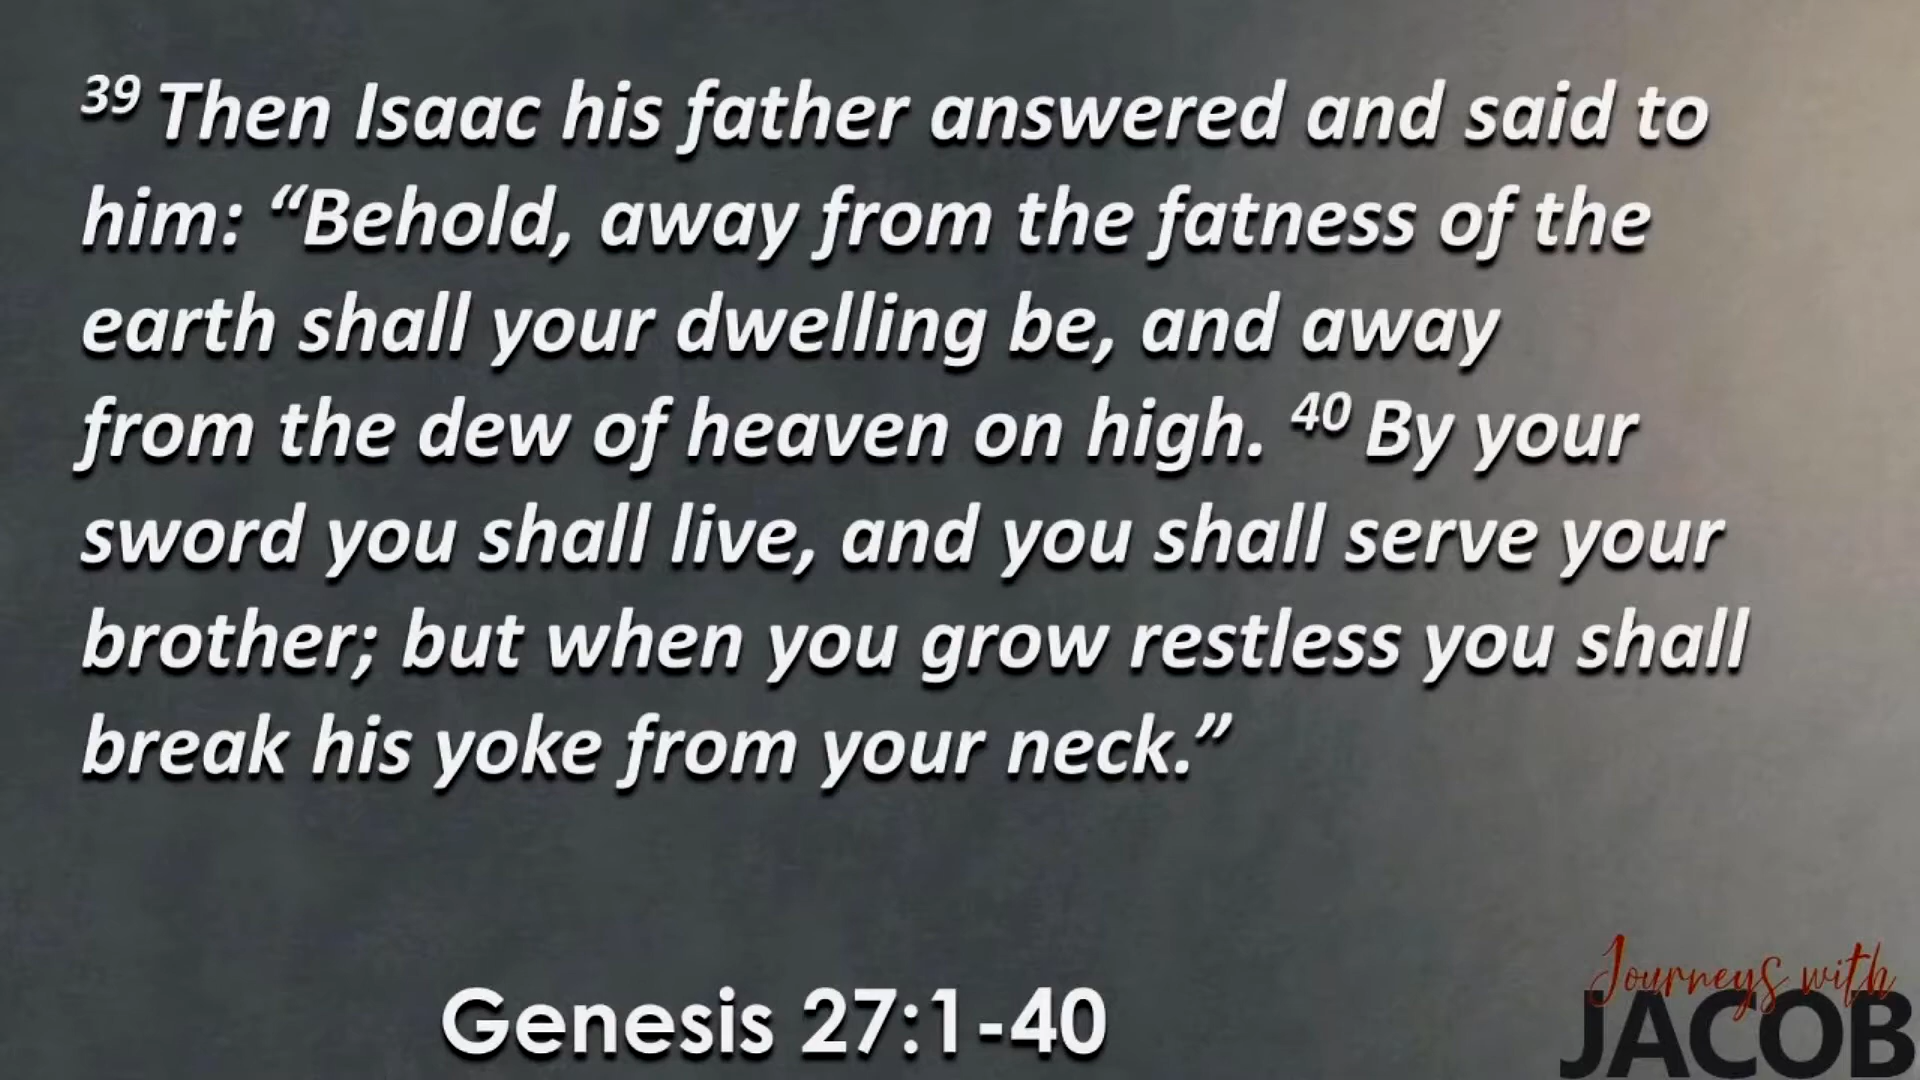 39 Then Isaac his father answered and said to
him: “Behold, away from the fatness of the
earth shall your dwelling be, and away
from the dew of heaven on high. 40 By your
sword you shall live, and you shall serve your
brother; but when you grow restless you shall
break his yoke from your neck.”
Genesis 27:1-40
Journeys with
JACOB